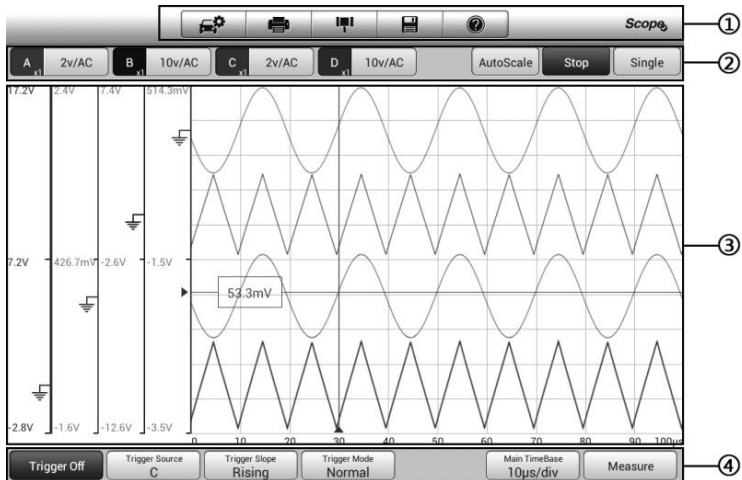 Scope
①
A x1 2v/AC B x1 10v/AC C x1 2v/AC D x1 10v/AC AutoScale Stop Single
②
17.2V 2.4V 7.4V 514.3mV
③
7.2V 426.7mV -2.6V -1.5V
53.3mV
-2.8V -1.6V -12.6V -3.5V
0 10 20 30 40 50 60 70 80 90 100µs
Trigger Off Trigger Source Trigger Slope Trigger Mode Main TimeBase Measure
C Rising Normal 10µs/div
④